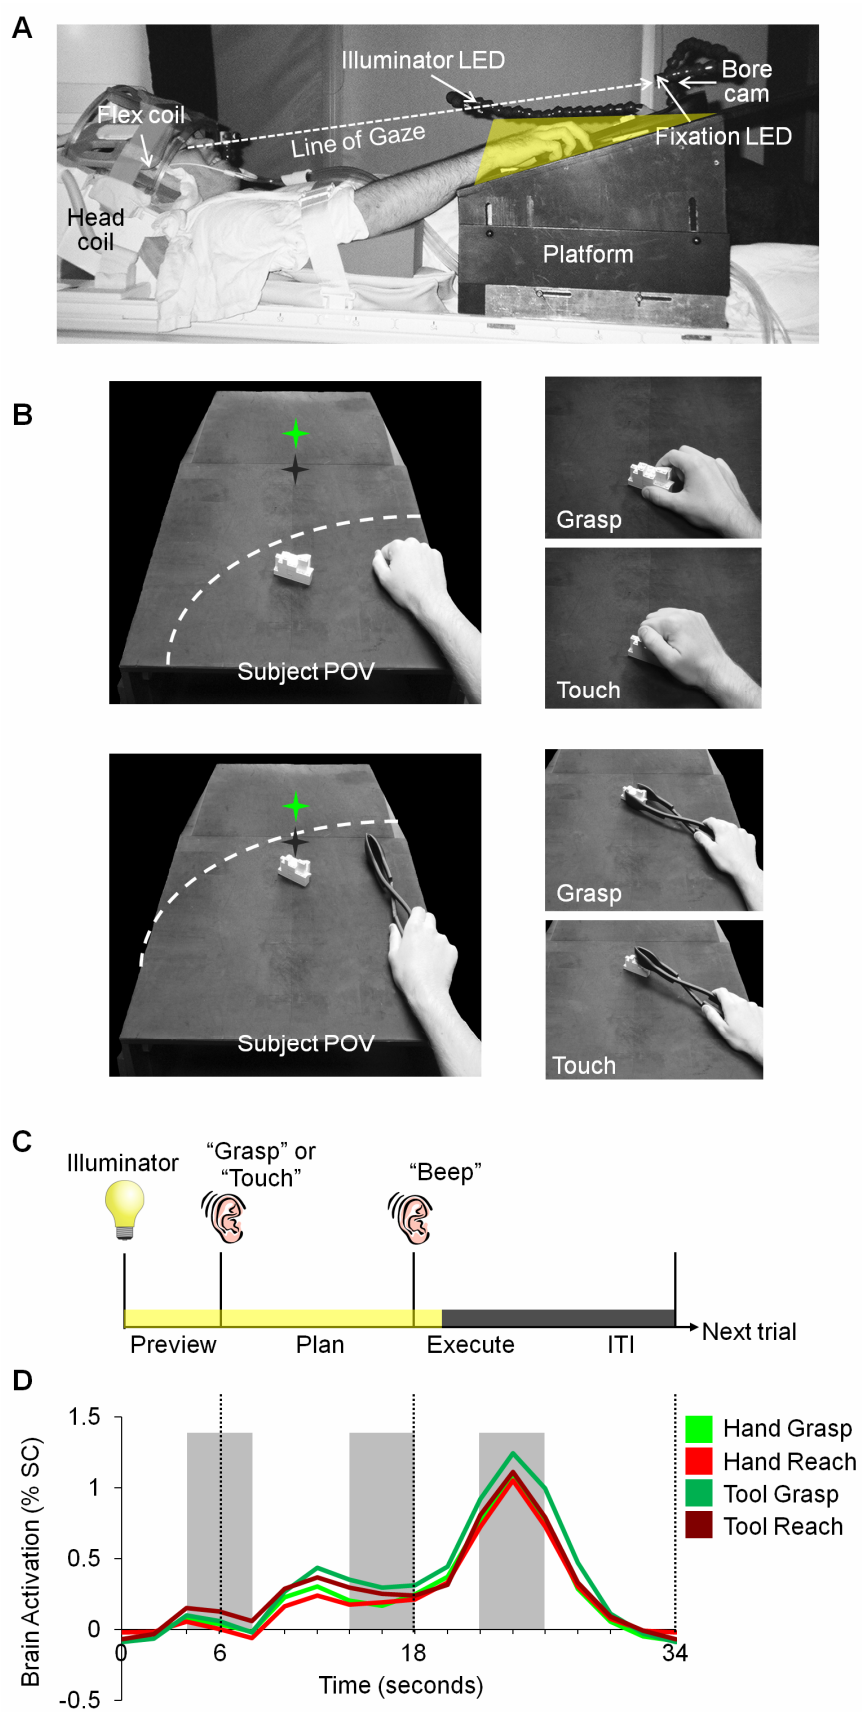 A
Illuminator LED
Bore
cam
Flex coil
Line of Gaze
Fixation LED
Head
coil
Platform
B
Grasp
Subject POV
Touch
Grasp
Subject POV
Touch
C
Illuminator
“Grasp” or
“Touch”
“Beep”
Preview
Plan
Execute
ITI
Next trial
D
Brain Activation (% SC)
1.5
1
0.5
0
-0.5
0
6
18
34
Time (seconds)
Hand Grasp
Hand Reach
Tool Grasp
Tool Reach